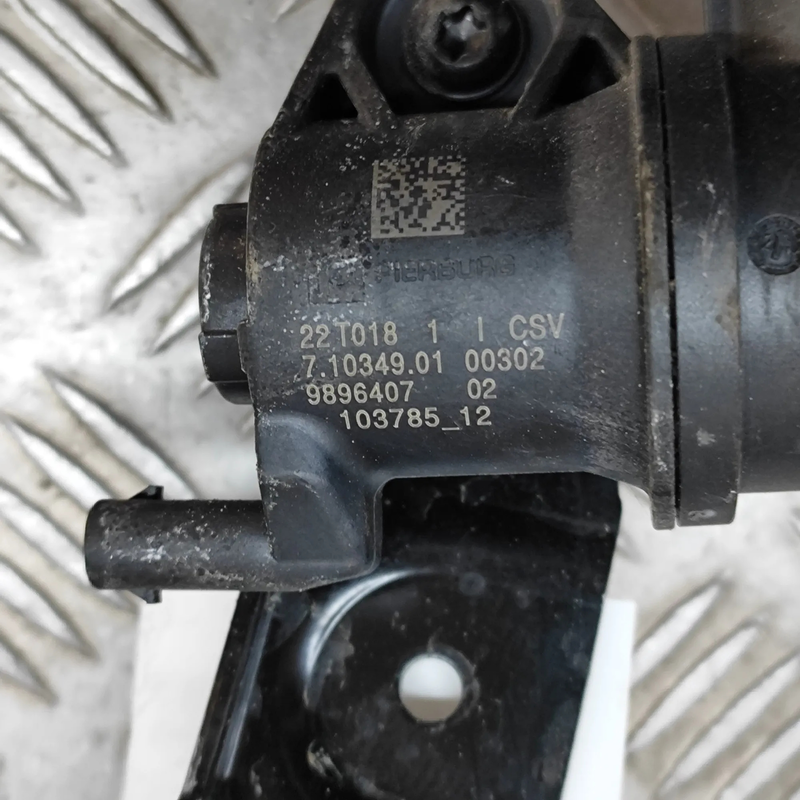 PIERBURG
22T018 1 I CSV
7.10349.01 00302
9896407 02
103785_12